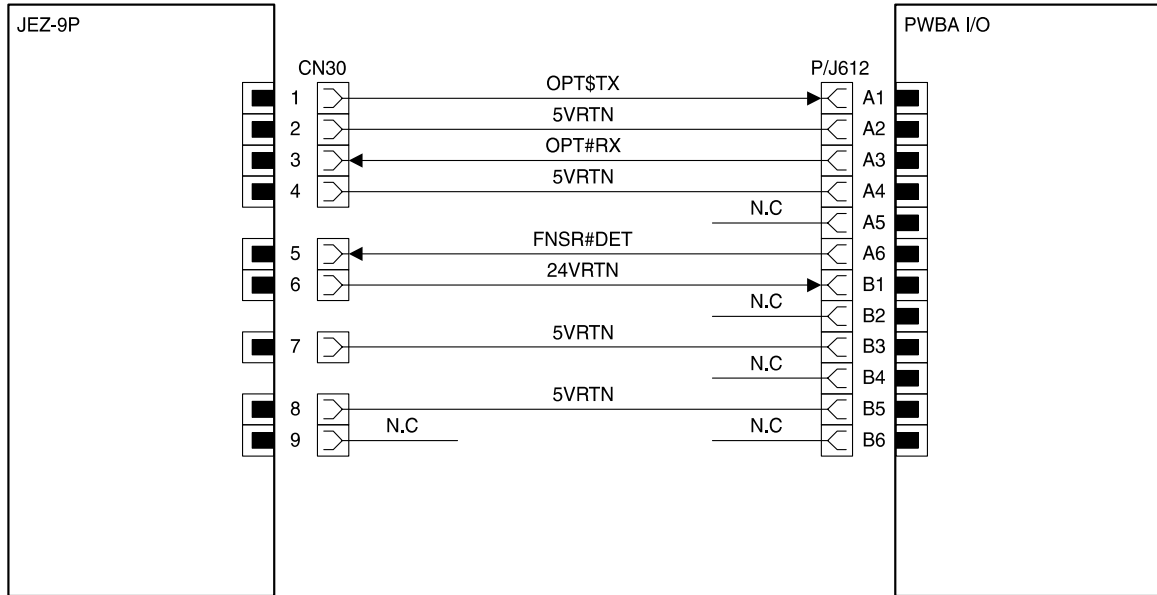 JEZ-9P PWBA I/O
CN30 P/J612
1 OPT$TX A1
2 5VRTN A2
3 OPT#RX A3
4 5VRTN A4
N.C A5
5 FNSR#DET A6
6 24VRTN B1
N.C B2
7 5VRTN B3
N.C B4
8 5VRTN B5
9 N.C N.C B6